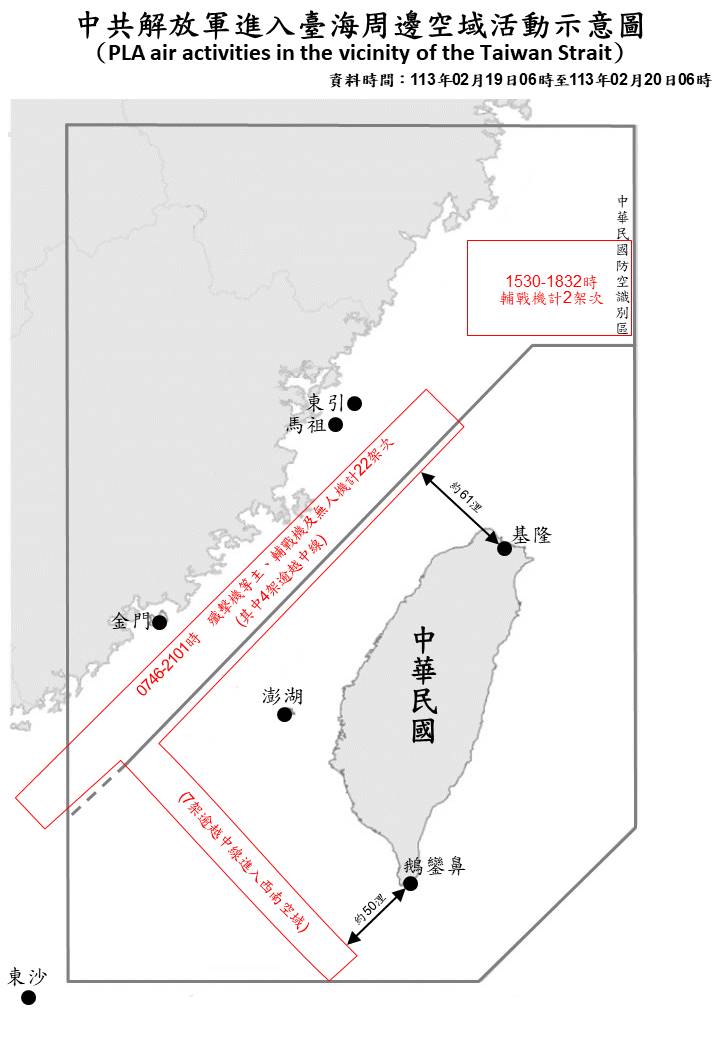 中共解放軍進入臺海周邊空域活動示意圖
（PLA air activities in the vicinity of the Taiwan Strait）
資料時間：113年02月19日06時至113年02月20日06時
中華民國防空識別區
1530-1832時
輔戰機計2架次
東引
馬祖
0746-2101時 殲擊機等主、輔戰機及無人機計22架次
(其中4架逾越中線)
約61浬
基隆
金門
中華民國
澎湖
(7架逾越中線進入西南空域)
鵝鑾鼻
約50浬
東沙